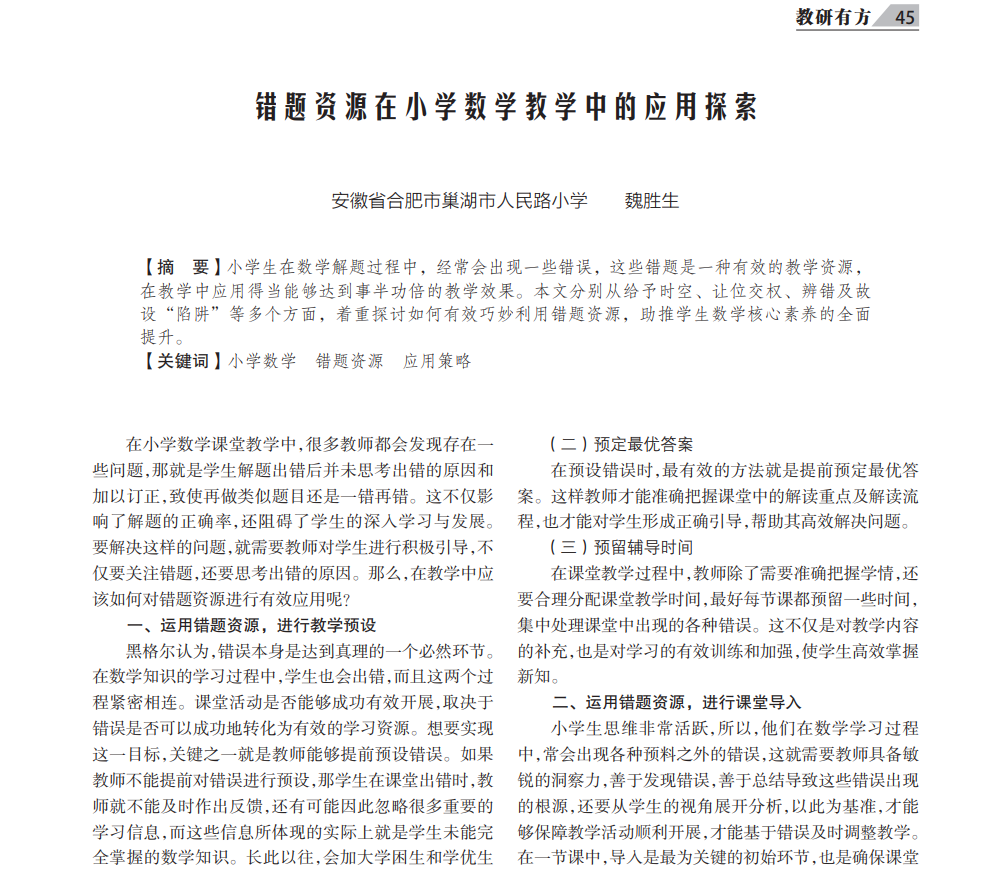 教研有方 45
错题资源在小学数学教学中的应用探索
安徽省合肥市巢湖市人民路小学 魏胜生
【摘 要】小学生在数学解题过程中，经常会出现一些错误，这些错题是一种有效的教学资源，
在教学中应用得当能够达到事半功倍的教学效果。本文分别从给予时空、让位交权、辨错及故
设“陷阱”等多个方面，着重探讨如何有效巧妙利用错题资源，助推学生数学核心素养的全面
提升。
【关键词】小学数学 错题资源 应用策略
在小学数学课堂教学中，很多教师都会发现存在一
些问题，那就是学生解题出错后并未思考出错的原因和
加以订正，致使再做类似题目还是一错再错。这不仅影
响了解题的正确率，还阻碍了学生的深入学习与发展。
要解决这样的问题，就需要教师对学生进行积极引导，不
仅要关注错题，还要思考出错的原因。那么，在教学中应
该如何对错题资源进行有效应用呢？
一、运用错题资源，进行教学预设
黑格尔认为，错误本身是达到真理的一个必然环节。
在数学知识的学习过程中，学生也会出错，而且这两个过
程紧密相连。课堂活动是否能够成功有效开展，取决于
错误是否可以成功地转化为有效的学习资源。想要实现
这一目标，关键之一就是教师能够提前预设错误。如果
教师不能提前对错误进行预设，那学生在课堂出错时，教
师就不能及时作出反馈，还有可能因此忽略很多重要的
学习信息，而这些信息所体现的实际上就是学生未能完
全掌握的数学知识。长此以往，会加大学困生和学优生
（二）预定最优答案
在预设错误时，最有效的方法就是提前预定最优答
案。这样教师才能准确把握课堂中的解读重点及解读流
程，也才能对学生形成正确引导，帮助其高效解决问题。
（三）预留辅导时间
在课堂教学过程中，教师除了需要准确把握学情，还
要合理分配课堂教学时间，最好每节课都预留一些时间，
集中处理课堂中出现的各种错误。这不仅是对教学内容
的补充，也是对学习的有效训练和加强，使学生高效掌握
新知。
二、运用错题资源，进行课堂导入
小学生思维非常活跃，所以，他们在数学学习过程
中，常会出现各种预料之外的错误，这就需要教师具备敏
锐的洞察力，善于发现错误，善于总结导致这些错误出现
的根源，还要从学生的视角展开分析，以此为基准，才能
够保障教学活动顺利开展，才能基于错误及时调整教学。
在一节课中，导入是最为关键的初始环节，也是确保课堂